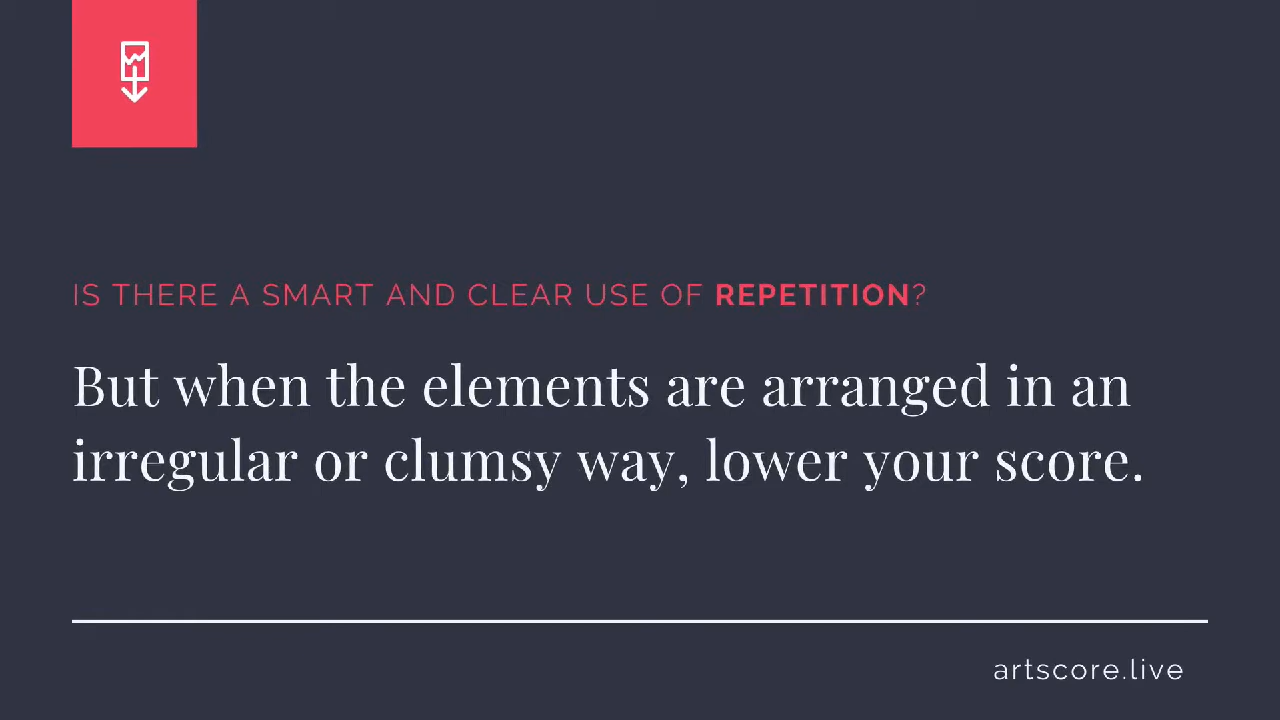 IS THERE A SMART AND CLEAR USE OF REPETITION?
But when the elements are arranged in an
irregular or clumsy way, lower your score.
artscore.live